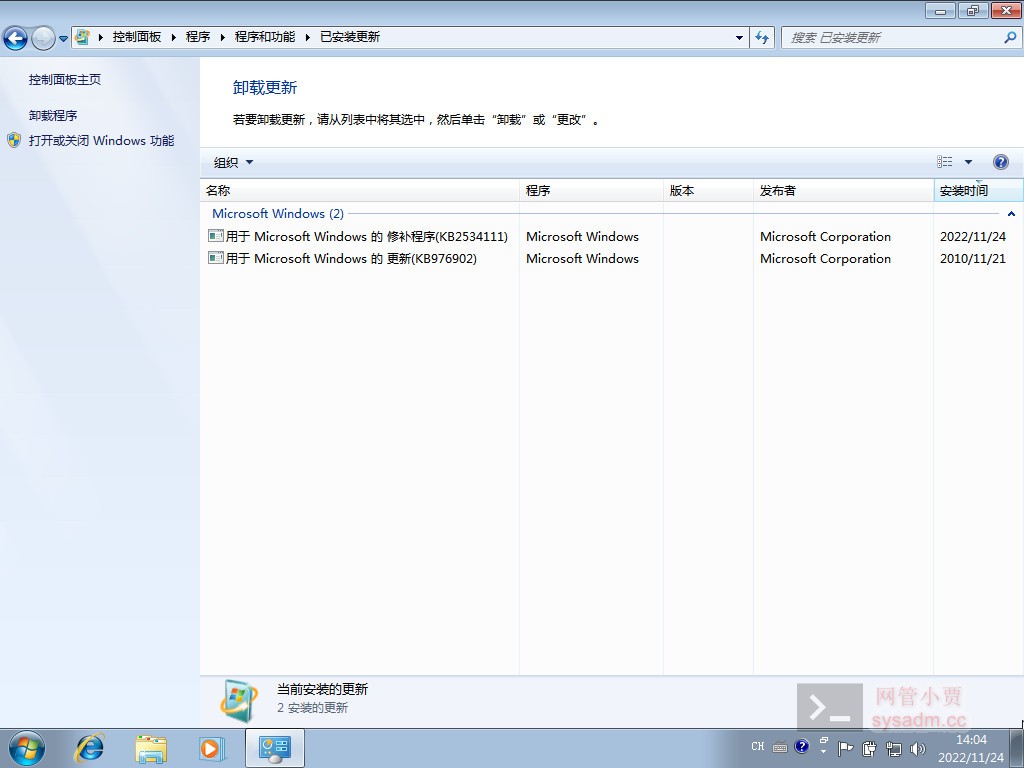 控制面板 程序 程序和功能 已安装更新
搜索 已安装更新
控制面板主页
卸载程序
打开或关闭 Windows 功能
卸载更新
若要卸载更新，请从列表中将其选中，然后单击“卸载”或“更改”。
组织
名称 程序 版本 发布者 安装时间
Microsoft Windows (2)
用于 Microsoft Windows 的 修补程序(KB2534111) Microsoft Windows Microsoft Corporation 2022/11/24
用于 Microsoft Windows 的 更新(KB976902) Microsoft Windows Microsoft Corporation 2010/11/21
当前安装的更新
2 安装的更新
网管小贾
sysadm.cc
CH
14:04
2022/11/24